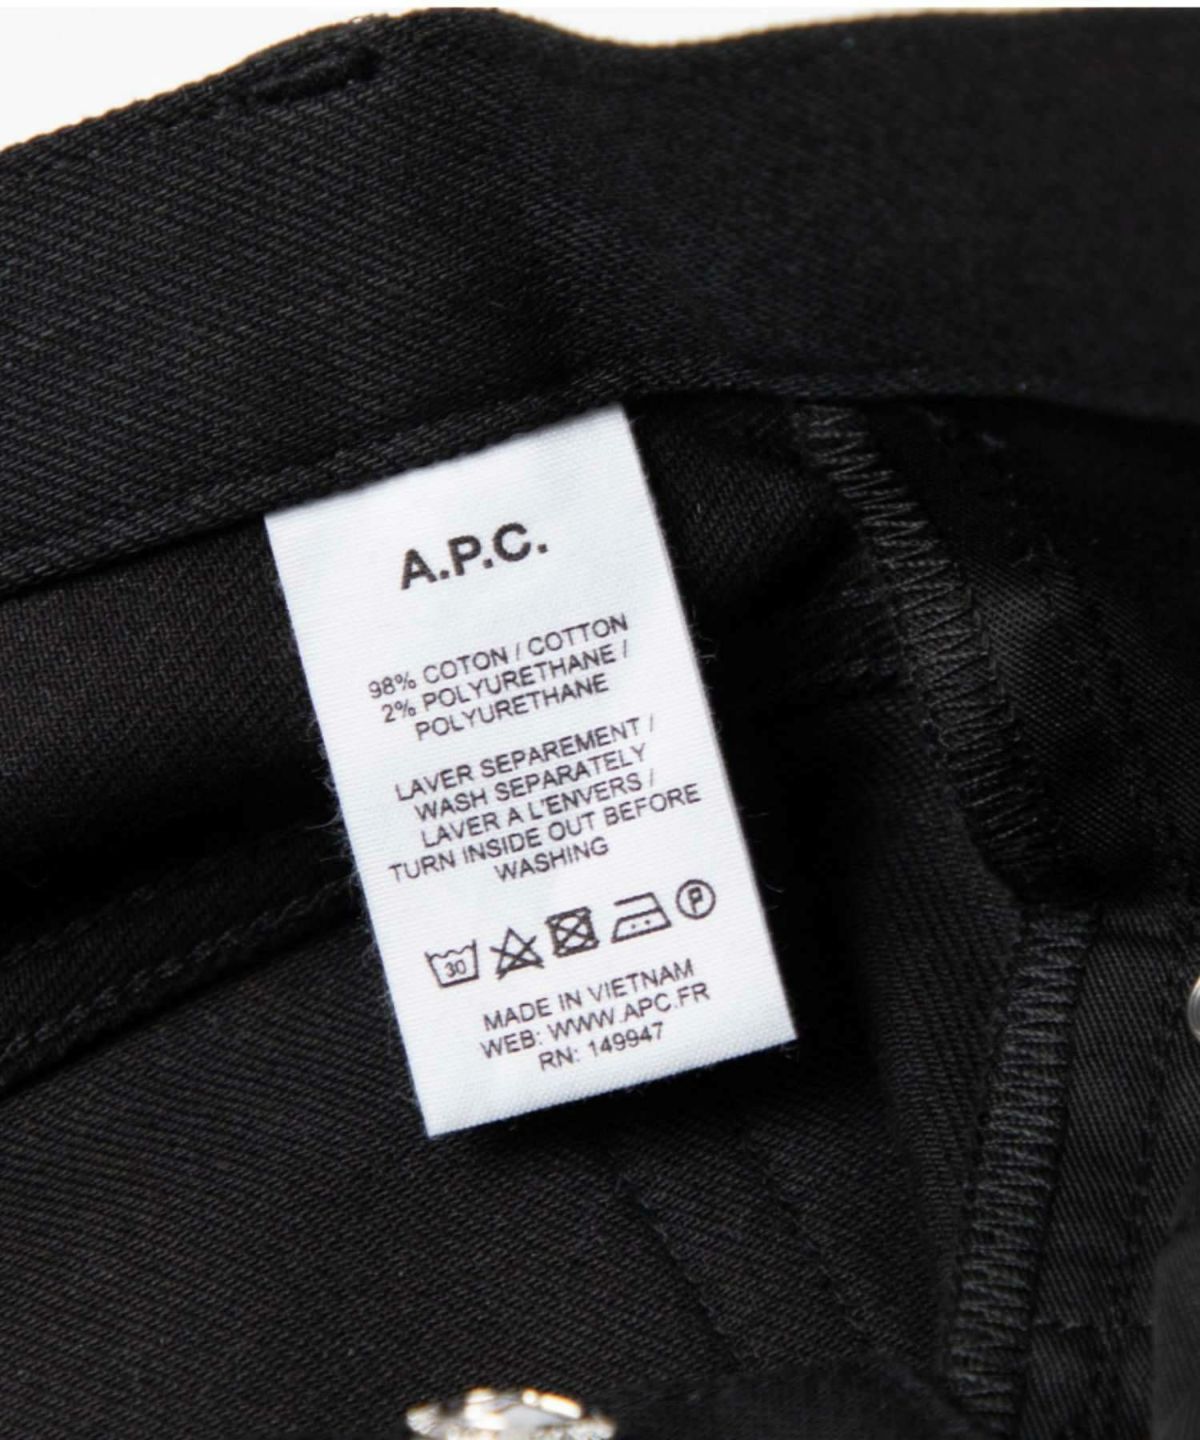 A.P.C.
98% COTON / COTTON
2% POLYURETHANE /
POLYURETHANE
LAVER SEPAREMENT /
WASH SEPARATELY
LAVER A L'ENVERS /
TURN INSIDE OUT BEFORE
WASHING
30 P
MADE IN VIETNAM
WEB: WWW.APC.FR
RN: 149947